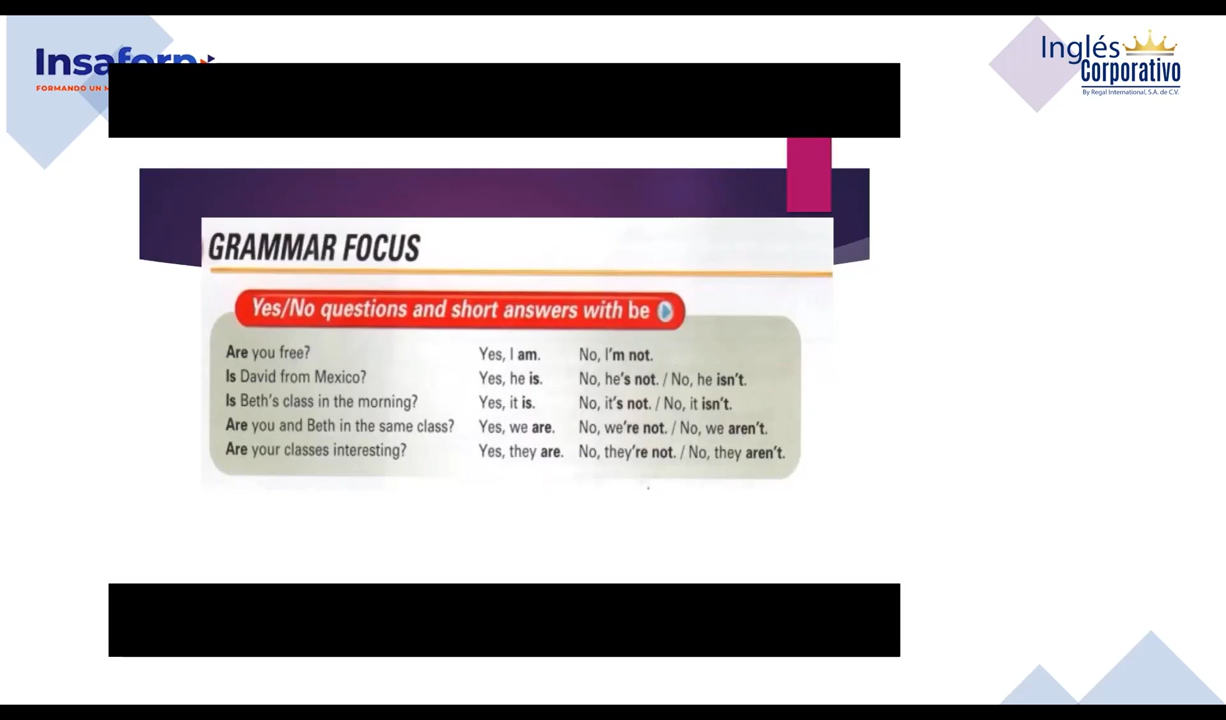 Insaforp
FORMANDO UN
Inglés
Corporativo
By Regal International, S.A. de C.V.
GRAMMAR FOCUS
Yes/No questions and short answers with be
Are you free? Yes, I am. No, I'm not.
Is David from Mexico? Yes, he is. No, he's not. / No, he isn't.
Is Beth's class in the morning? Yes, it is. No, it's not. / No, it isn't.
Are you and Beth in the same class? Yes, we are. No, we're not. / No, we aren't.
Are your classes interesting? Yes, they are. No, they're not. / No, they aren't.